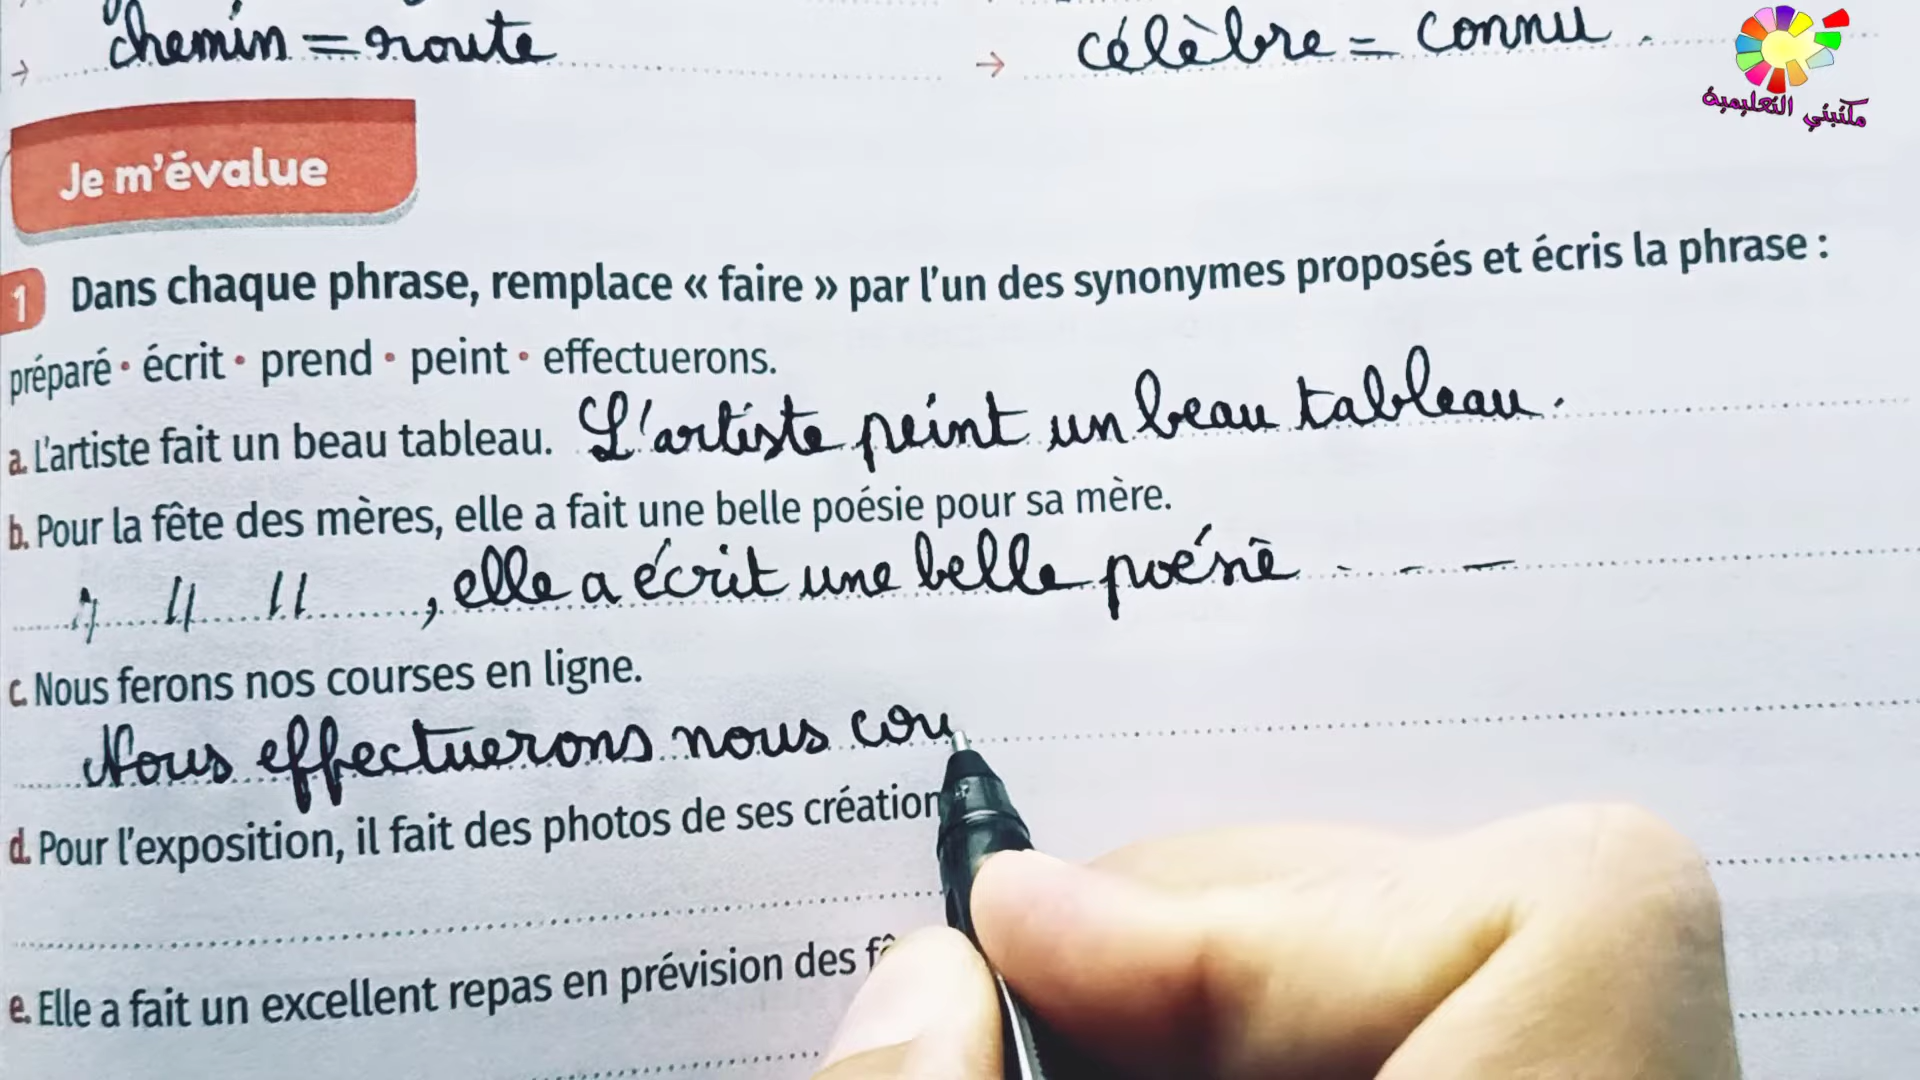 → chemin = route → célèbre = connu .
مكتبتي التعليمية
Je m'évalue
1 Dans chaque phrase, remplace « faire » par l'un des synonymes proposés et écris la phrase :
préparé • écrit • prend • peint • effectuerons.
a. L'artiste fait un beau tableau. L'artiste peint un beau tableau.
b. Pour la fête des mères, elle a fait une belle poésie pour sa mère.
, elle a écrit une belle poésie
c. Nous ferons nos courses en ligne.
Nous effectuerons nous cou
d. Pour l'exposition, il fait des photos de ses création
e. Elle a fait un excellent repas en prévision des fê